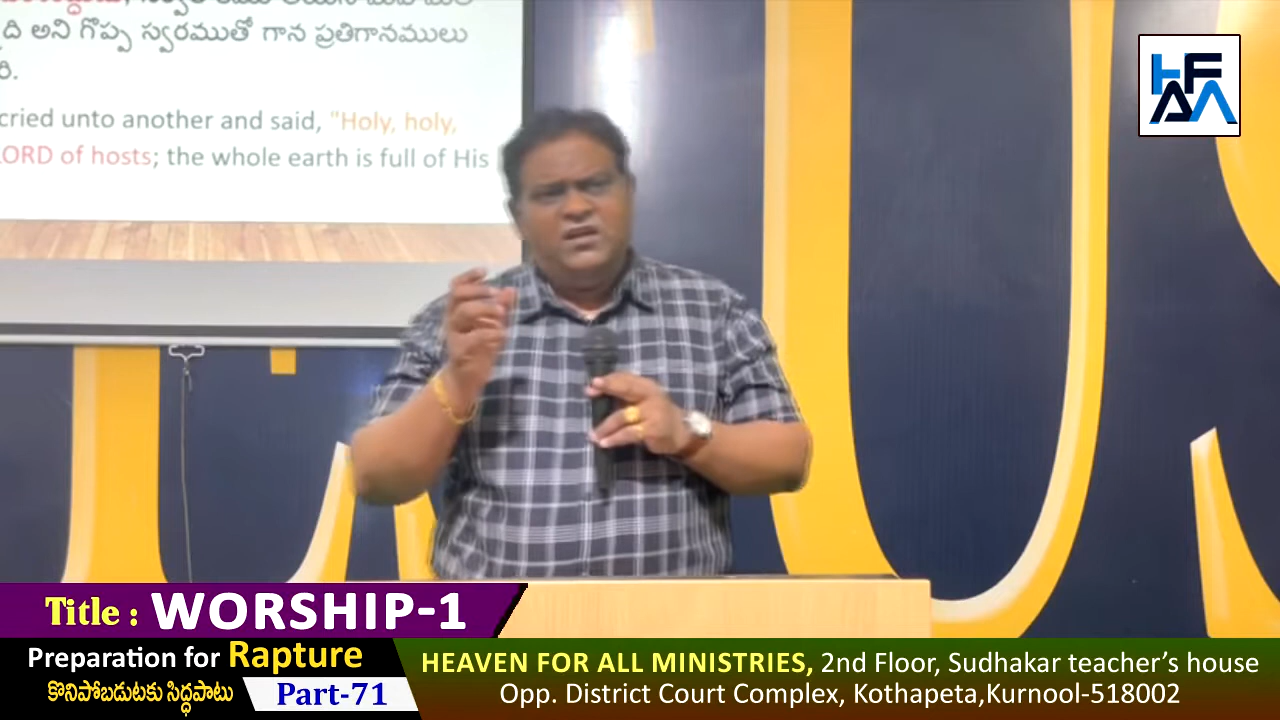 ది అని గొప్ప స్వరముతో గాన ప్రతిగానములు
రి.
cried unto another and said, "Holy, holy,
LORD of hosts; the whole earth is full of His
HFAM
Title : WORSHIP-1
Preparation for Rapture
కొనిపోబడుటకు సిద్ధపాటు
Part-71
HEAVEN FOR ALL MINISTRIES, 2nd Floor, Sudhakar teacher's house
Opp. District Court Complex, Kothapeta,Kurnool-518002